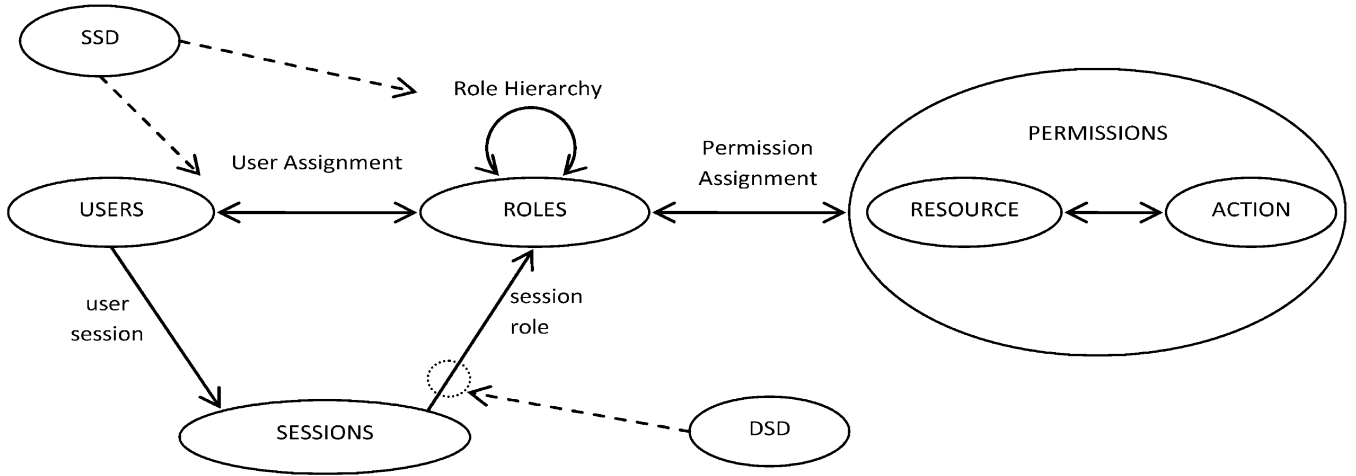 SSD
Role Hierarchy
PERMISSIONS
User Assignment
Permission
Assignment
USERS
ROLES
RESOURCE
ACTION
user
session
session
role
SESSIONS
DSD